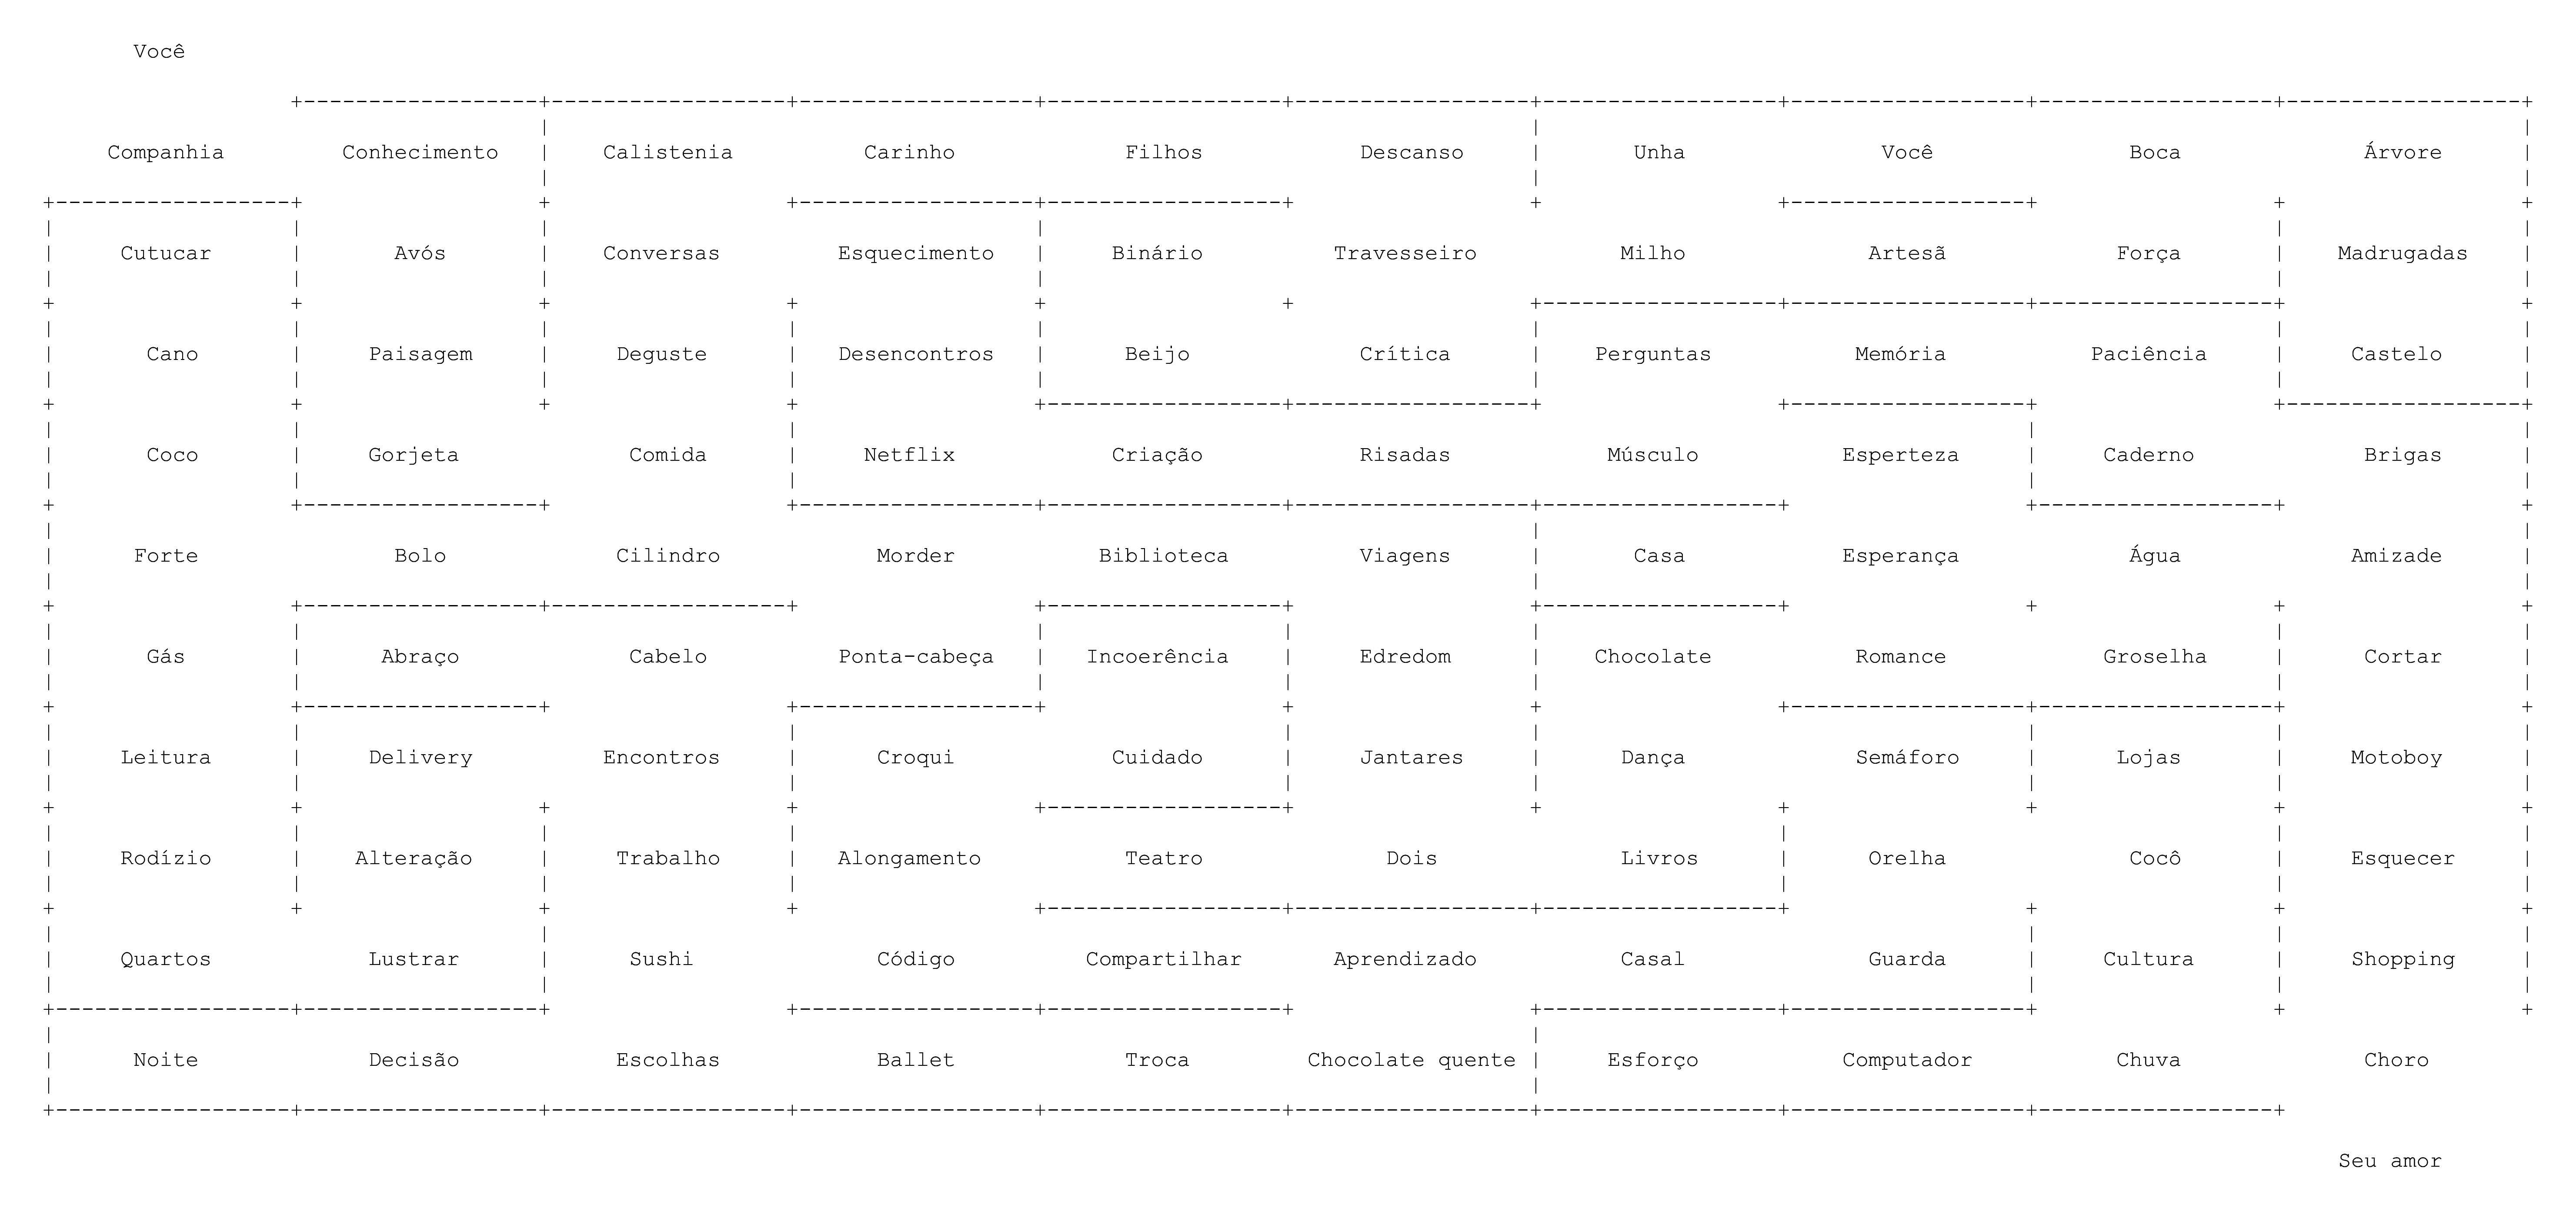 Você
Companhia Conhecimento Calistenia Carinho Filhos Descanso Unha Você Boca Árvore
Cutucar Avós Conversas Esquecimento Binário Travesseiro Milho Artesã Força Madrugadas
Cano Paisagem Deguste Desencontros Beijo Crítica Perguntas Memória Paciência Castelo
Coco Gorjeta Comida Netflix Criação Risadas Músculo Esperteza Caderno Brigas
Forte Bolo Cilindro Morder Biblioteca Viagens Casa Esperança Água Amizade
Gás Abraço Cabelo Ponta-cabeça Incoerência Edredom Chocolate Romance Groselha Cortar
Leitura Delivery Encontros Croqui Cuidado Jantares Dança Semáforo Lojas Motoboy
Rodízio Alteração Trabalho Alongamento Teatro Dois Livros Orelha Cocô Esquecer
Quartos Lustrar Sushi Código Compartilhar Aprendizado Casal Guarda Cultura Shopping
Noite Decisão Escolhas Ballet Troca Chocolate quente Esforço Computador Chuva Choro
Seu amor